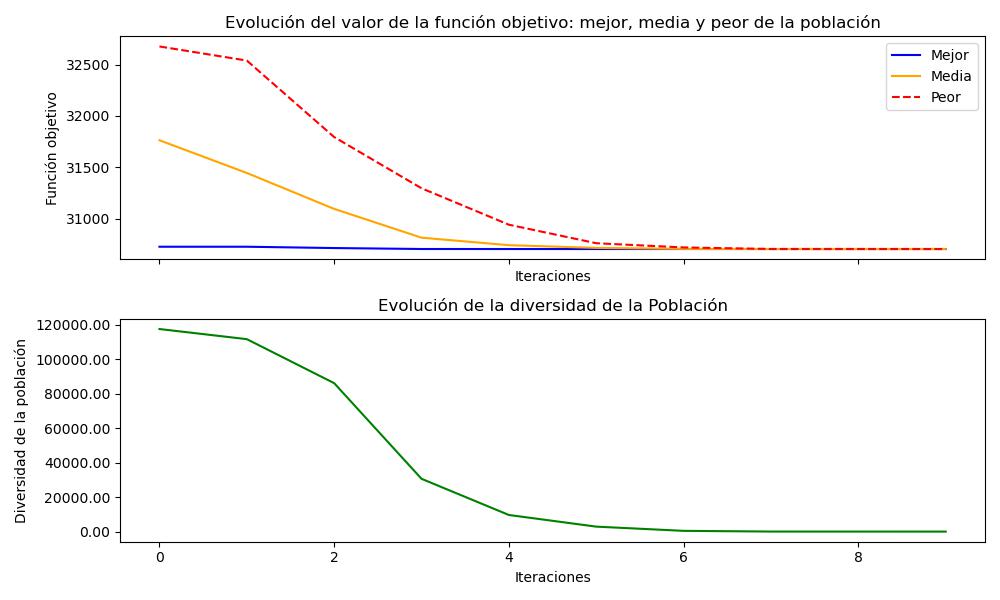 Evolución del valor de la función objetivo: mejor, media y peor de la población
Función objetivo
32500
32000
31500
31000
Mejor
Media
Peor
Iteraciones
Evolución de la diversidad de la Población
Diversidad de la población
120000.00
100000.00
80000.00
60000.00
40000.00
20000.00
0.00
0 2 4 6 8
Iteraciones